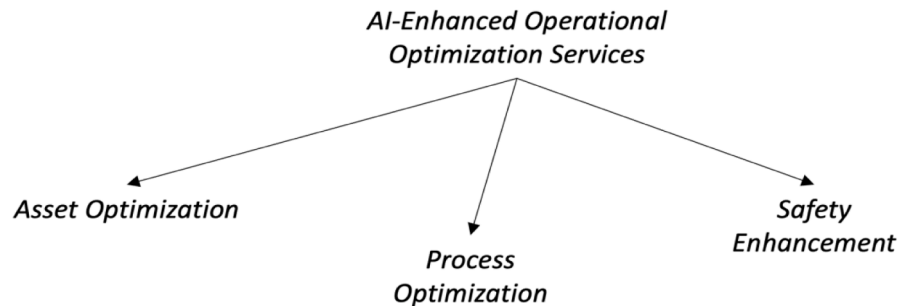 AI-Enhanced Operational
Optimization Services
Asset Optimization
Process
Optimization
Safety
Enhancement